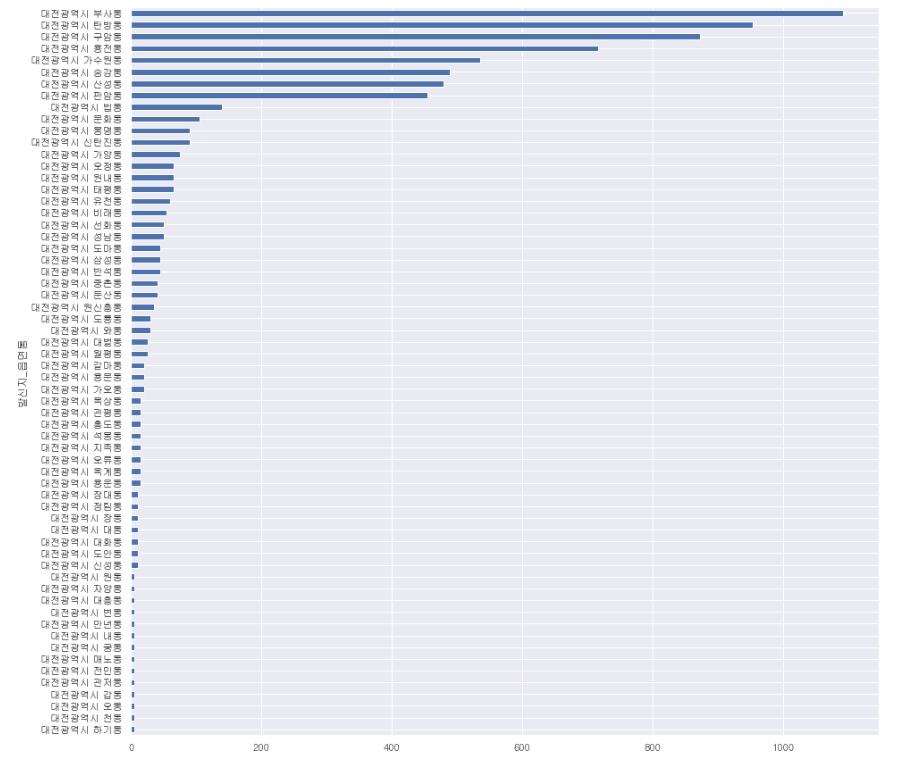 대전광역시 부사동
대전광역시 탄방동
대전광역시 구암동
대전광역시 용전동
대전광역시 가수원동
대전광역시 송강동
대전광역시 산성동
대전광역시 판암동
대전광역시 법동
대전광역시 문화동
대전광역시 봉명동
대전광역시 신탄진동
대전광역시 가양동
대전광역시 오정동
대전광역시 원내동
대전광역시 태평동
대전광역시 유천동
대전광역시 비래동
대전광역시 선화동
대전광역시 성남동
대전광역시 도마동
대전광역시 삼성동
대전광역시 반석동
대전광역시 중촌동
대전광역시 둔산동
대전광역시 원신흥동
대전광역시 도룡동
대전광역시 와동
대전광역시 대별동
대전광역시 월평동
대전광역시 갈마동
대전광역시 용문동
대전광역시 가오동
대전광역시 목상동
대전광역시 관평동
대전광역시 홍도동
대전광역시 석봉동
대전광역시 지족동
대전광역시 오류동
대전광역시 옥계동
대전광역시 용운동
대전광역시 장대동
대전광역시 정림동
대전광역시 장동
대전광역시 대동
대전광역시 대화동
대전광역시 도안동
대전광역시 신성동
대전광역시 원동
대전광역시 자양동
대전광역시 대흥동
대전광역시 변동
대전광역시 만년동
대전광역시 내동
대전광역시 궁동
대전광역시 매노동
대전광역시 전민동
대전광역시 관저동
대전광역시 갑동
대전광역시 오동
대전광역시 천동
대전광역시 하기동
발신지_읍면동
0 200 400 600 800 1000